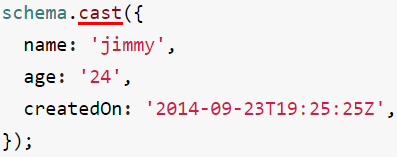 schema.cast({
  name: 'jimmy',
  age: '24',
  createdOn: '2014-09-23T19:25:25Z',
});